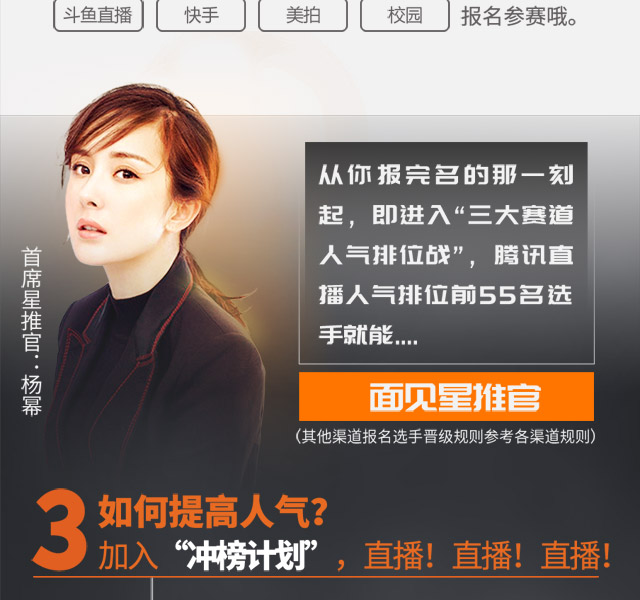 斗鱼直播 快手 美拍 校园 报名参赛哦。
从你报完名的那一刻
起，即进入“三大赛道
人气排位战”，腾讯直
播人气排位前55名选
手就能....
首席星推官：杨幂
面见星推官
(其他渠道报名选手晋级规则参考各渠道规则)
3 如何提高人气？
加入“冲榜计划”，直播！直播！直播！